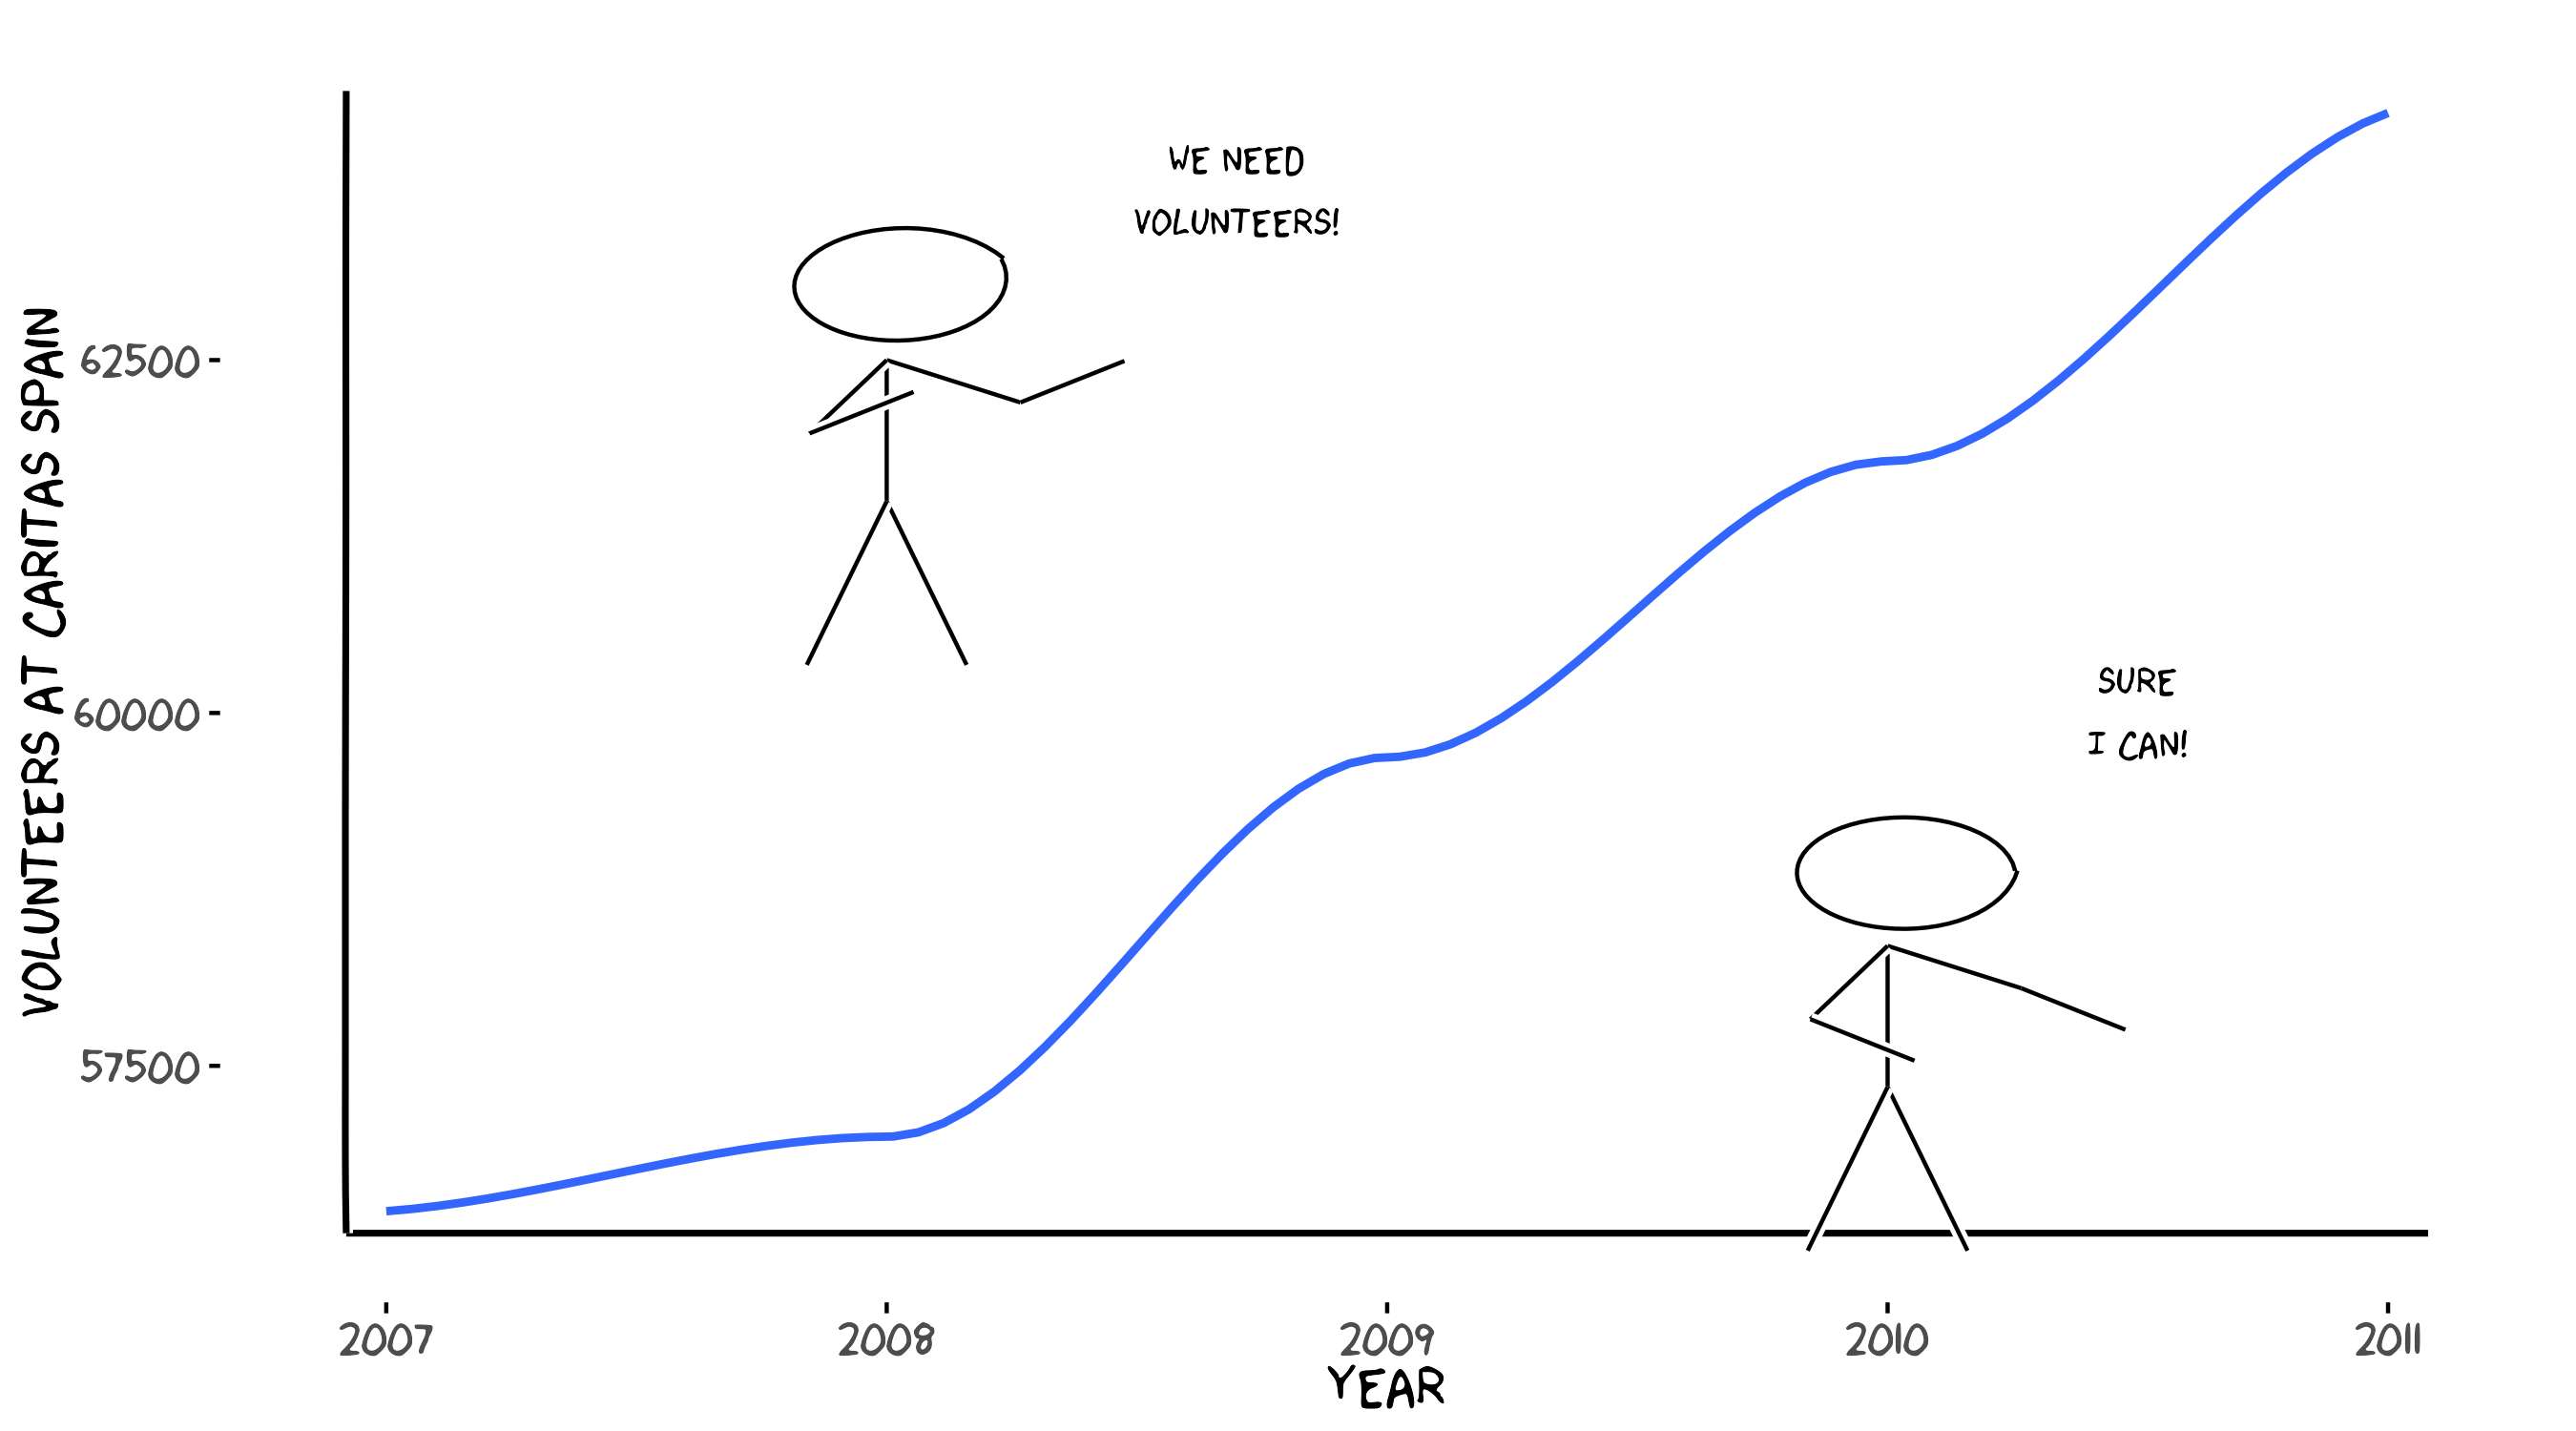 WE NEED
VOLUNTEERS!
SURE
I CAN!
VOLUNTEERS AT CARITAS SPAIN
62500
60000
57500
2007
2008
2009
2010
2011
YEAR